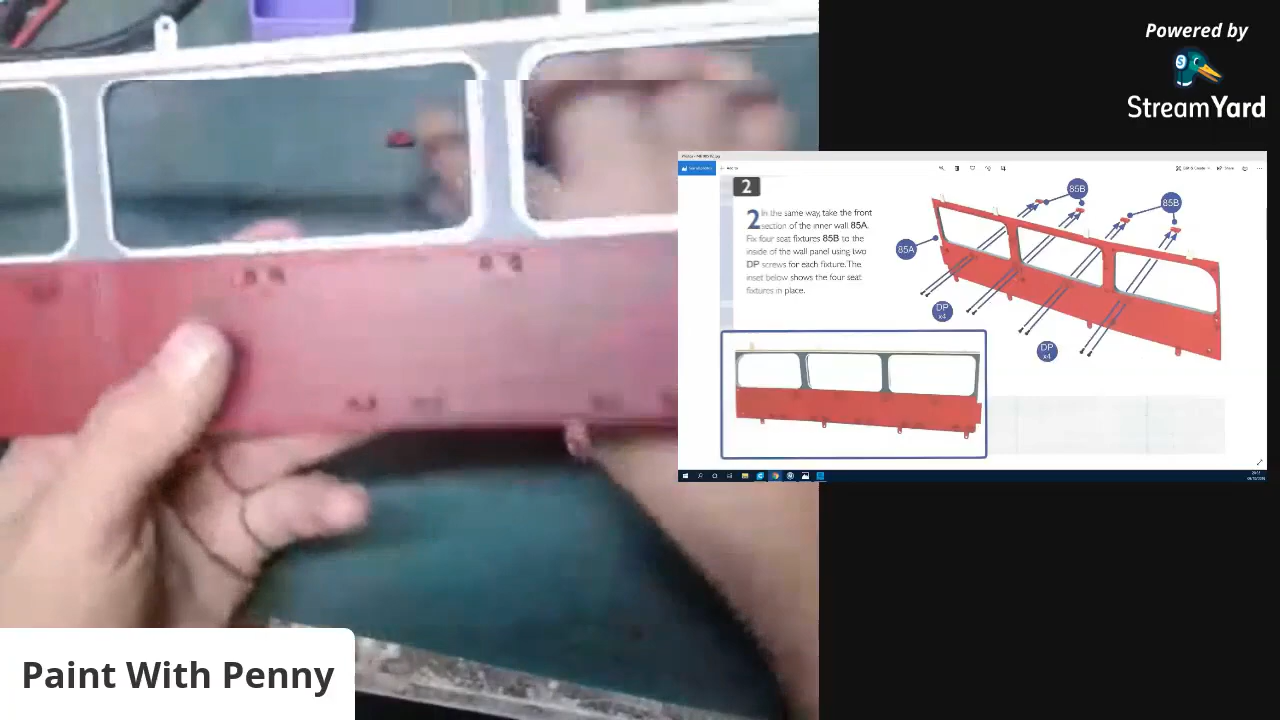 Powered by
StreamYard
2
85B
85B
2 In the same way, take the front
section of the inner wall 85A.
Fix four seat fixtures 85B to the
inside of the wall panel using two
DP screws for each fixture. The
inset below shows the four seat
fixtures in place.
85A
DP
x4
DP
x4
Paint With Penny